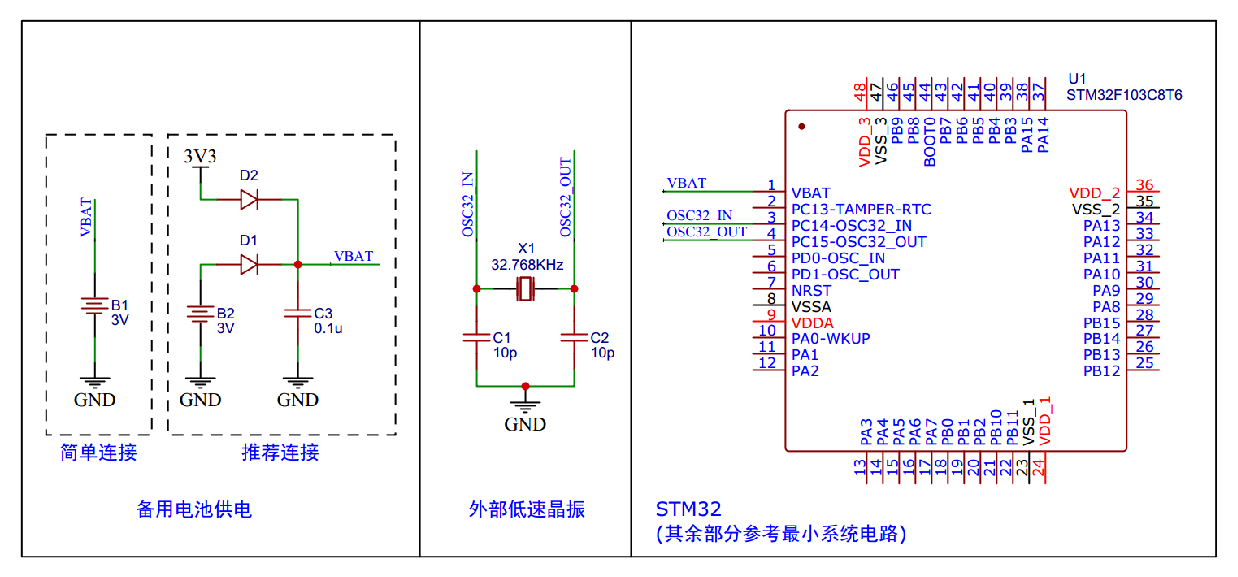 VBAT
B1
3V
GND
简单连接
3V3
D2
D1
VBAT
B2
3V
C3
0.1u
GND
GND
推荐连接
备用电池供电
OSC32_IN
OSC32_OUT
X1
32.768KHz
C1
10p
C2
10p
GND
外部低速晶振
U1
STM32F103C8T6
48 47 46 45 44 43 42 41 40 39 38 37
VDD_3 VSS_3 PB9 PB8 BOOT0 PB7 PB6 PB5 PB4 PB3 PA15 PA14
VBAT 1 VBAT
2 PC13-TAMPER-RTC
OSC32_IN 3 PC14-OSC32_IN
OSC32_OUT 4 PC15-OSC32_OUT
5 PD0-OSC_IN
6 PD1-OSC_OUT
7 NRST
8 VSSA
9 VDDA
10 PA0-WKUP
11 PA1
12 PA2
VDD_2 36
VSS_2 35
PA13 34
PA12 33
PA11 32
PA10 31
PA9 30
PA8 29
PB15 28
PB14 27
PB13 26
PB12 25
PA3 PA4 PA5 PA6 PA7 PB0 PB1 PB2 PB10 PB11 VSS_1 VDD_1
13 14 15 16 17 18 19 20 21 22 23 24
STM32
(其余部分参考最小系统电路)